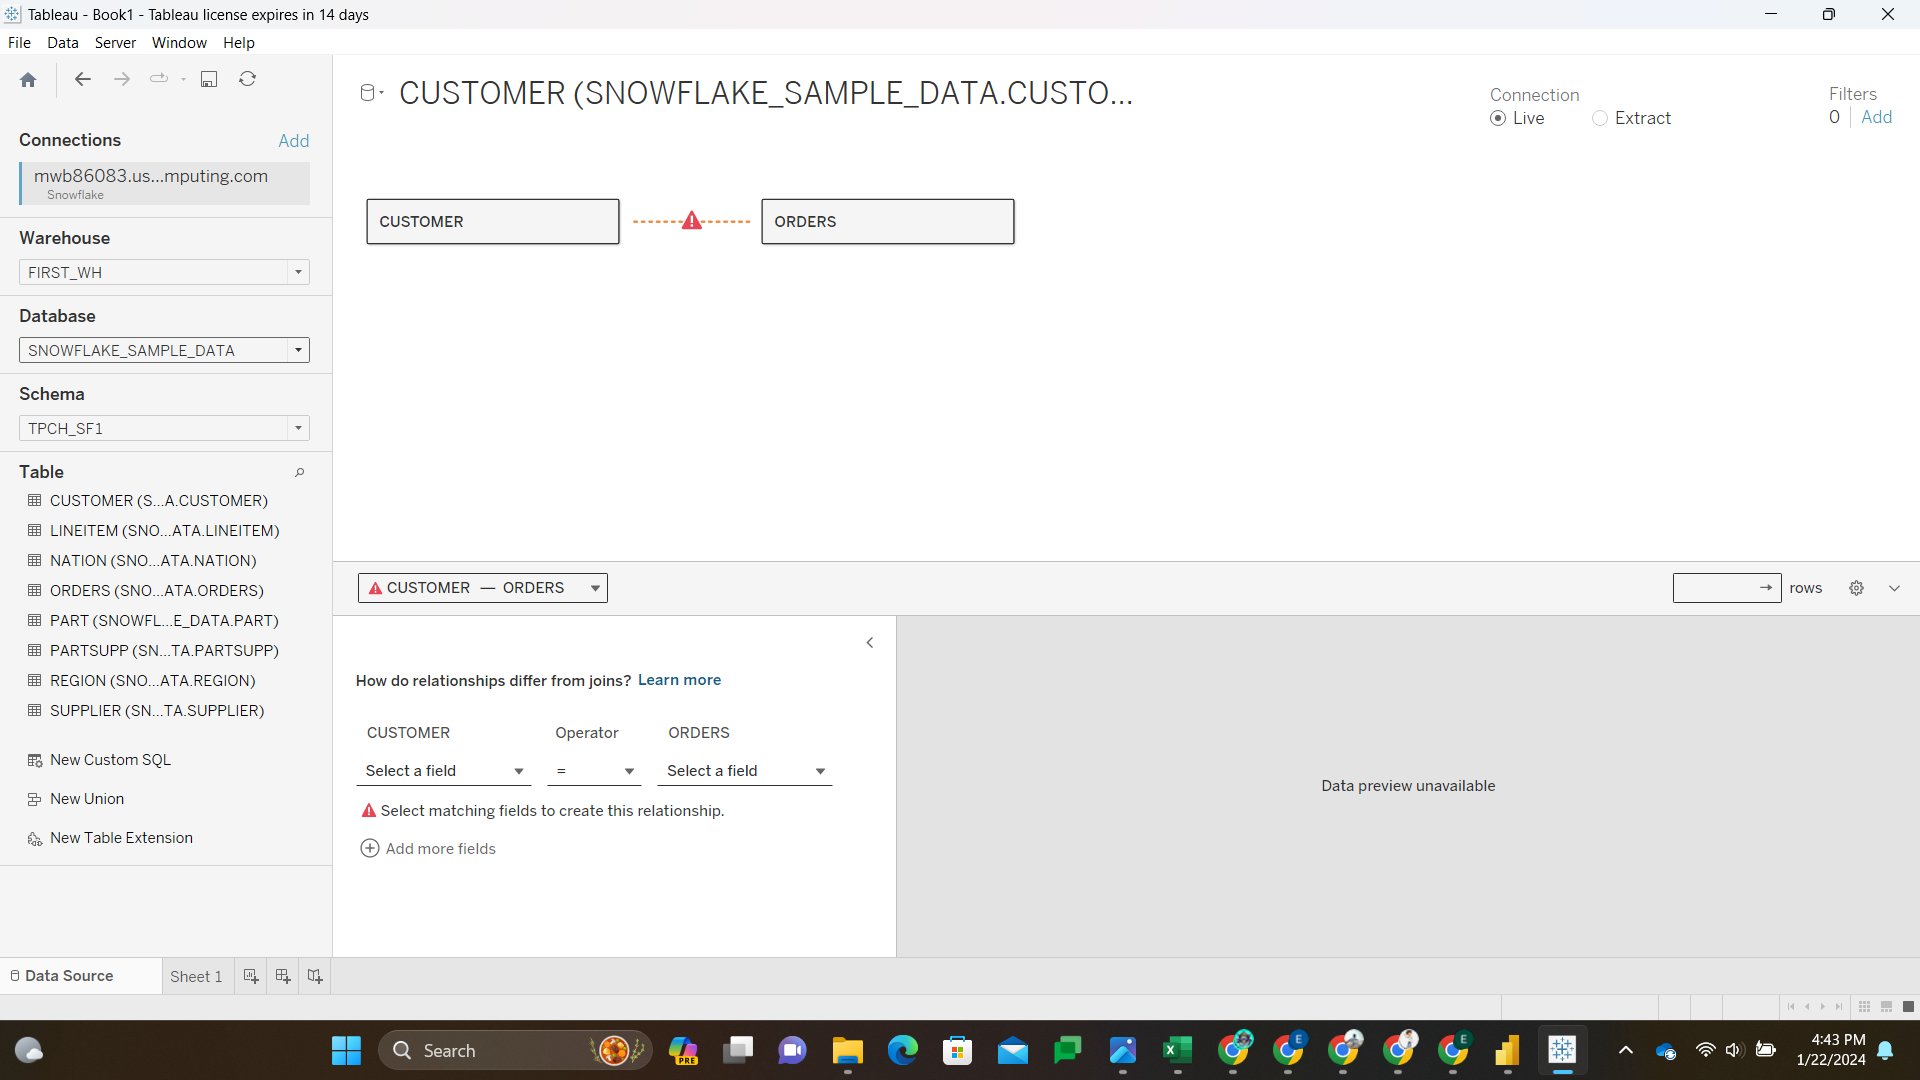 Tableau - Book1 - Tableau license expires in 14 days
File Data Server Window Help
Connections Add
mwb86083.us...mputing.com
Snowflake
Warehouse
FIRST_WH
Database
SNOWFLAKE_SAMPLE_DATA
Schema
TPCH_SF1
Table
CUSTOMER (S...A.CUSTOMER)
LINEITEM (SNO...ATA.LINEITEM)
NATION (SNO...ATA.NATION)
ORDERS (SNO...ATA.ORDERS)
PART (SNOWFL...E_DATA.PART)
PARTSUPP (SN...TA.PARTSUPP)
REGION (SNO...ATA.REGION)
SUPPLIER (SN...TA.SUPPLIER)
New Custom SQL
New Union
New Table Extension
CUSTOMER (SNOWFLAKE_SAMPLE_DATA.CUSTO...
Connection
Live Extract
Filters
0 Add
CUSTOMER ORDERS
CUSTOMER — ORDERS
rows
How do relationships differ from joins? Learn more
CUSTOMER Operator ORDERS
Select a field = Select a field
Select matching fields to create this relationship.
Add more fields
Data preview unavailable
Data Source Sheet 1
Search
PRE
E
E
4:43 PM
1/22/2024